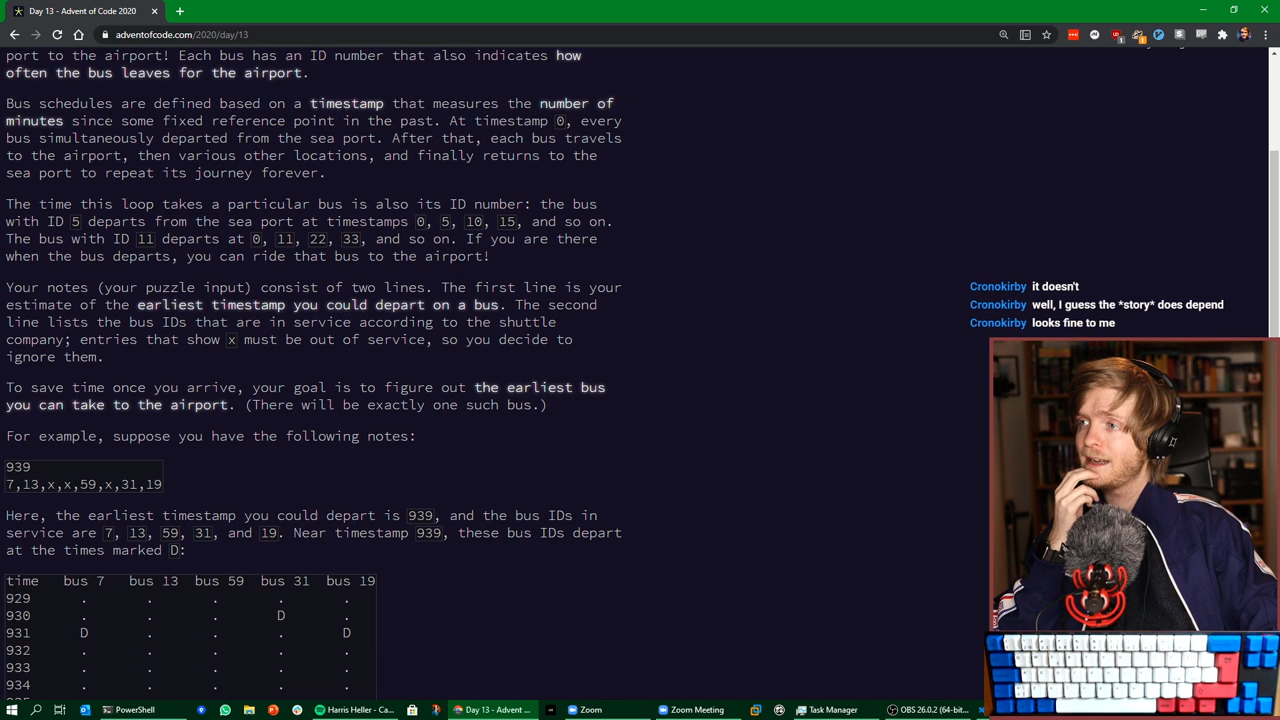 Day 13 - Advent of Code 2020
adventofcode.com/2020/day/13
port to the airport! Each bus has an ID number that also indicates how
often the bus leaves for the airport.
Bus schedules are defined based on a timestamp that measures the number of
minutes since some fixed reference point in the past. At timestamp 0, every
bus simultaneously departed from the sea port. After that, each bus travels
to the airport, then various other locations, and finally returns to the
sea port to repeat its journey forever.
The time this loop takes a particular bus is also its ID number: the bus
with ID 5 departs from the sea port at timestamps 0, 5, 10, 15, and so on.
The bus with ID 11 departs at 0, 11, 22, 33, and so on. If you are there
when the bus departs, you can ride that bus to the airport!
Your notes (your puzzle input) consist of two lines. The first line is your
estimate of the earliest timestamp you could depart on a bus. The second
line lists the bus IDs that are in service according to the shuttle
company; entries that show x must be out of service, so you decide to
ignore them.
To save time once you arrive, your goal is to figure out the earliest bus
you can take to the airport. (There will be exactly one such bus.)
For example, suppose you have the following notes:
939
7,13,x,x,59,x,31,19
Here, the earliest timestamp you could depart is 939, and the bus IDs in
service are 7, 13, 59, 31, and 19. Near timestamp 939, these bus IDs depart
at the times marked D:
time bus 7 bus 13 bus 59 bus 31 bus 19
929 . . . . .
930 . . . D .
931 D . . . D
932 . . . . .
933 . . . . .
934 . . . . .
Cronokirby it doesn't
Cronokirby well, I guess the *story* does depend
Cronokirby looks fine to me
PowerShell
Harris Heller - Ca...
Day 13 - Advent ...
Zoom
Zoom Meeting
Task Manager
OBS 26.0.2 (64-bit...